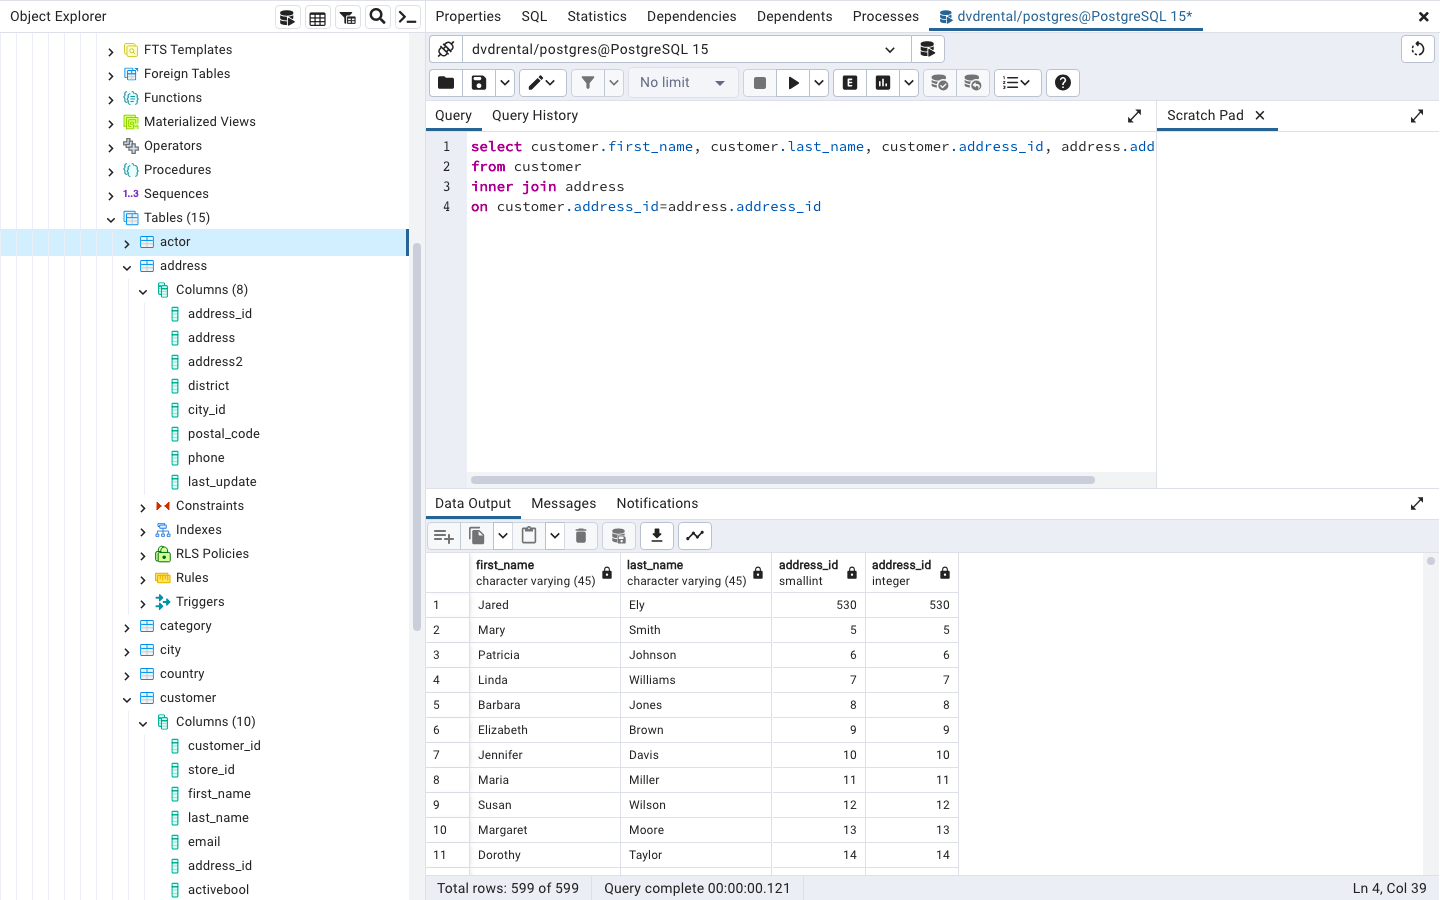 Object Explorer
Properties SQL Statistics Dependencies Dependents Processes dvdrental/postgres@PostgreSQL 15*
FTS Templates
Foreign Tables
Functions
Materialized Views
Operators
Procedures
1..3 Sequences
Tables (15)
actor
address
Columns (8)
address_id
address
address2
district
city_id
postal_code
phone
last_update
Constraints
Indexes
RLS Policies
Rules
Triggers
category
city
country
customer
Columns (10)
customer_id
store_id
first_name
last_name
email
address_id
activebool
dvdrental/postgres@PostgreSQL 15
No limit E
Query Query History
Scratch Pad
1 select customer.first_name, customer.last_name, customer.address_id, address.add
2 from customer
3 inner join address
4 on customer.address_id=address.address_id
Data Output Messages Notifications
first_name last_name address_id address_id
character varying (45) character varying (45) smallint integer
1 Jared Ely 530 530
2 Mary Smith 5 5
3 Patricia Johnson 6 6
4 Linda Williams 7 7
5 Barbara Jones 8 8
6 Elizabeth Brown 9 9
7 Jennifer Davis 10 10
8 Maria Miller 11 11
9 Susan Wilson 12 12
10 Margaret Moore 13 13
11 Dorothy Taylor 14 14
Total rows: 599 of 599 Query complete 00:00:00.121 Ln 4, Col 39